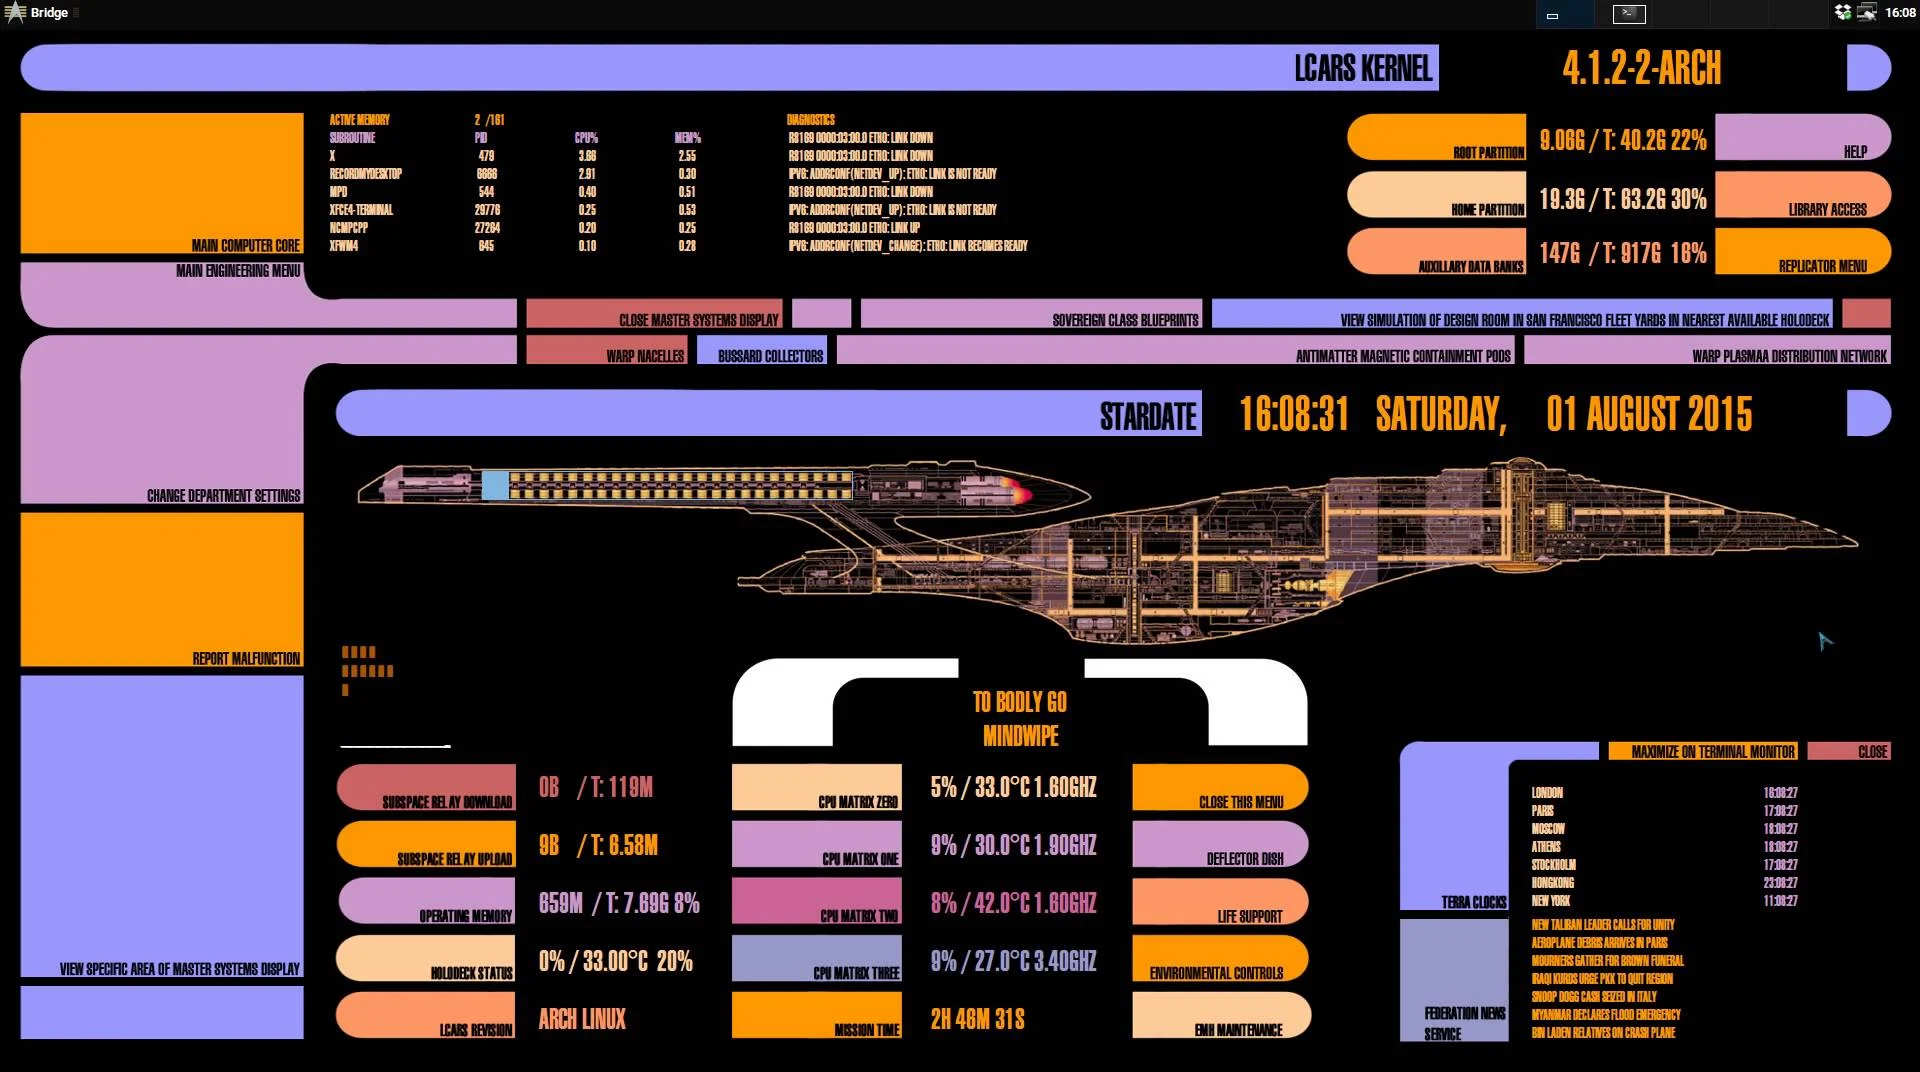 Bridge
16:08
LCARS KERNEL
4.1.2-2-ARCH
MAIN COMPUTER CORE
MAIN ENGINEERING MENU
ACTIVE MEMORY 2 /161
SUBROUTINE PID CPU% MEM%
X 479 3.66 2.55
RECORDMYDESKTOP 6666 2.91 0.30
MPD 544 0.40 0.51
XFCE4-TERMINAL 29776 0.25 0.53
NCMPCPP 27264 0.20 0.25
XFWM4 645 0.10 0.28
DIAGNOSTICS
R8169 0000:03:00.0 ETH0: LINK DOWN
R8169 0000:03:00.0 ETH0: LINK DOWN
IPV6: ADDRCONF(NETDEV_UP): ETH0: LINK IS NOT READY
R8169 0000:03:00.0 ETH0: LINK DOWN
IPV6: ADDRCONF(NETDEV_UP): ETH0: LINK IS NOT READY
R8169 0000:03:00.0 ETH0: LINK UP
IPV6: ADDRCONF(NETDEV_CHANGE): ETH0: LINK BECOMES READY
ROOT PARTITION 9.06G / T: 40.2G 22% HELP
HOME PARTITION 19.3G / T: 63.2G 30% LIBRARY ACCESS
AUXILLARY DATA BANKS 147G / T: 917G 16% REPLICATOR MENU
CLOSE MASTER SYSTEMS DISPLAY
SOVEREIGN CLASS BLUEPRINTS
VIEW SIMULATION OF DESIGN ROOM IN SAN FRANCISCO FLEET YARDS IN NEAREST AVAILABLE HOLODECK
WARP NACELLES
BUSSARD COLLECTORS
ANTIMATTER MAGNETIC CONTAINMENT PODS
WARP PLASMAA DISTRIBUTION NETWORK
CHANGE DEPARTMENT SETTINGS
STARDATE
16:08:31 SATURDAY, 01 AUGUST 2015
REPORT MALFUNCTION
VIEW SPECIFIC AREA OF MASTER SYSTEMS DISPLAY
TO BODLY GO
MINDWIPE
SUBSPACE RELAY DOWNLOAD 0B / T: 119M
SUBSPACE RELAY UPLOAD 9B / T: 6.58M
OPERATING MEMORY 659M / T: 7.69G 8%
HOLODECK STATUS 0% / 33.00°C 20%
LCARS REVISION ARCH LINUX
CPU MATRIX ZERO 5% / 33.0°C 1.60GHZ
CPU MATRIX ONE 9% / 30.0°C 1.90GHZ
CPU MATRIX TWO 8% / 42.0°C 1.60GHZ
CPU MATRIX THREE 9% / 27.0°C 3.40GHZ
MISSION TIME 2H 46M 31S
CLOSE THIS MENU
DEFLECTOR DISH
LIFE SUPPORT
ENVIRONMENTAL CONTROLS
EMH MAINTENANCE
MAXIMIZE ON TERMINAL MONITOR
CLOSE
TERRA CLOCKS
LONDON 16:08:27
PARIS 17:08:27
MOSCOW 18:08:27
ATHENS 18:08:27
STOCKHOLM 17:08:27
HONGKONG 23:08:27
NEW YORK 11:08:27
FEDERATION NEWS
SERVICE
NEW TALIBAN LEADER CALLS FOR UNITY
AEROPLANE DEBRIS ARRIVES IN PARIS
MOURNERS GATHER FOR BROWN FUNERAL
IRAQI KURDS URGE PKK TO QUIT REGION
SNOOP DOGG CASH SEIZED IN ITALY
MYANMAR DECLARES FLOOD EMERGENCY
BIN LADEN RELATIVES ON CRASH PLANE